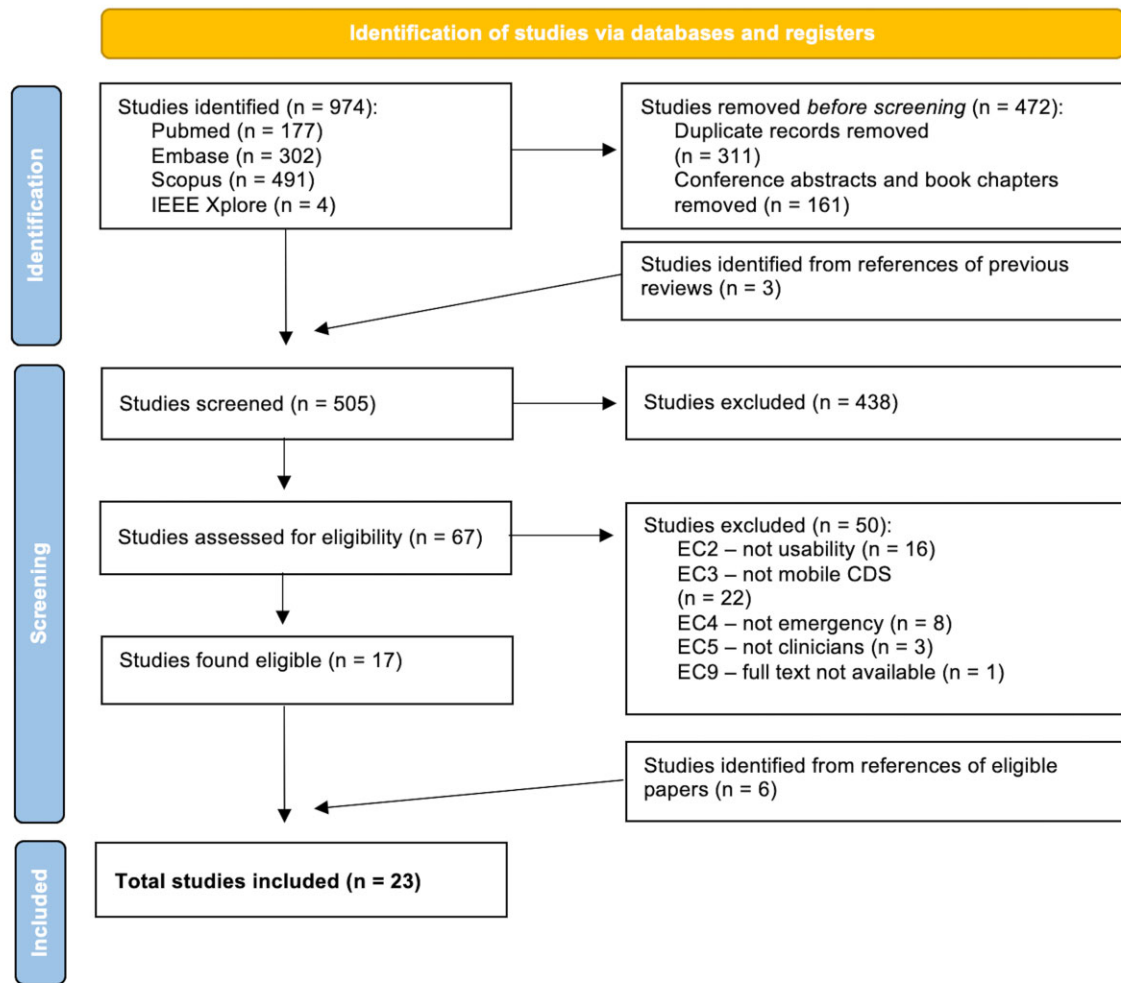 Identification of studies via databases and registers
Identification
Studies identified (n = 974):
Pubmed (n = 177)
Embase (n = 302)
Scopus (n = 491)
IEEE Xplore (n = 4)
Studies removed before screening (n = 472):
Duplicate records removed
(n = 311)
Conference abstracts and book chapters
removed (n = 161)
Studies identified from references of previous
reviews (n = 3)
Screening
Studies screened (n = 505)
Studies excluded (n = 438)
Studies assessed for eligibility (n = 67)
Studies excluded (n = 50):
EC2 – not usability (n = 16)
EC3 – not mobile CDS
(n = 22)
EC4 – not emergency (n = 8)
EC5 – not clinicians (n = 3)
EC9 – full text not available (n = 1)
Studies found eligible (n = 17)
Studies identified from references of eligible
papers (n = 6)
Included
Total studies included (n = 23)